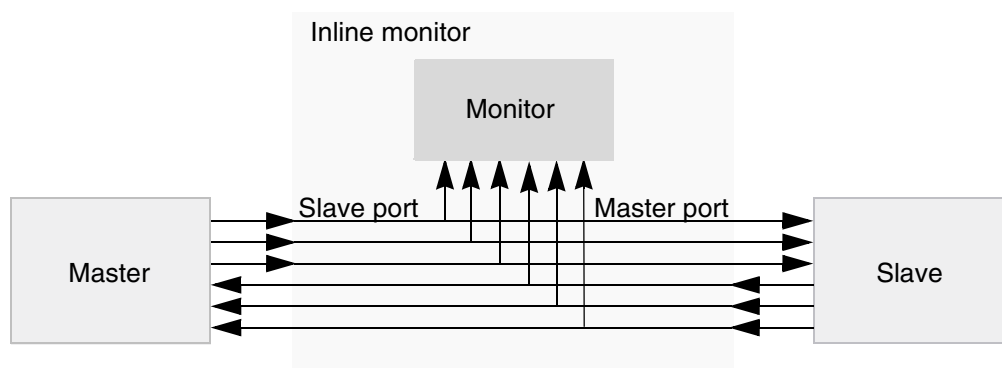 Inline monitor
Monitor
Slave port
Master port
Master
Slave